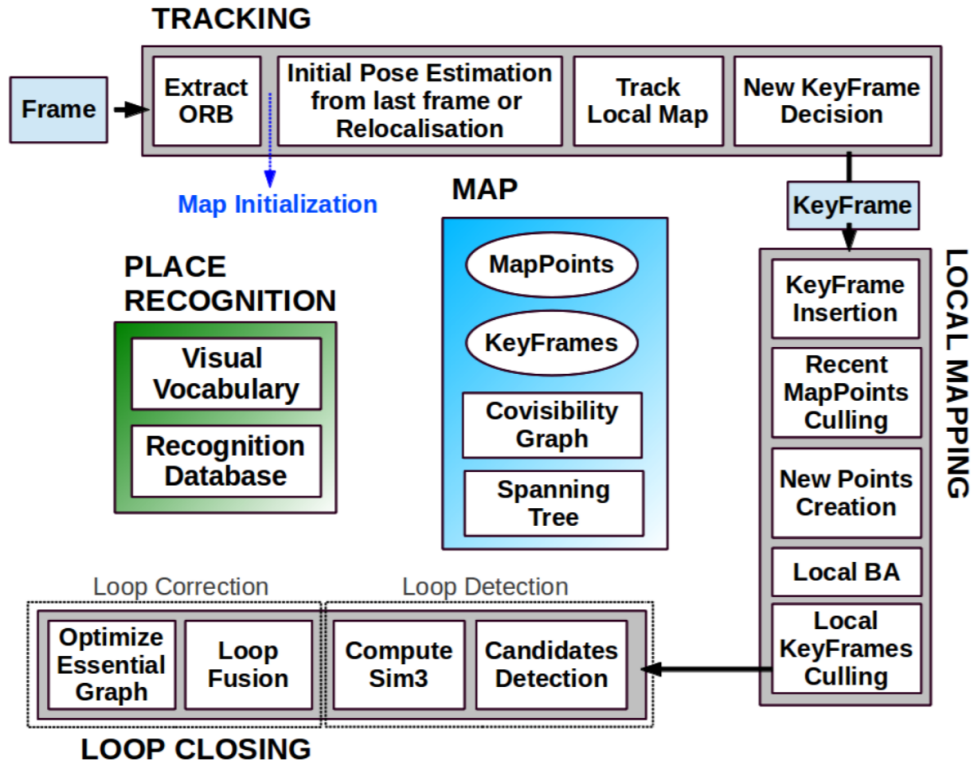 TRACKING
Frame
Extract
ORB
Initial Pose Estimation
from last frame or
Relocalisation
Track
Local Map
New KeyFrame
Decision
Map Initialization
KeyFrame
MAP
MapPoints
KeyFrames
Covisibility
Graph
Spanning
Tree
PLACE
RECOGNITION
Visual
Vocabulary
Recognition
Database
LOCAL MAPPING
KeyFrame
Insertion
Recent
MapPoints
Culling
New Points
Creation
Local BA
Local
KeyFrames
Culling
Loop Correction
Loop Detection
Optimize
Essential
Graph
Loop
Fusion
Compute
Sim3
Candidates
Detection
LOOP CLOSING